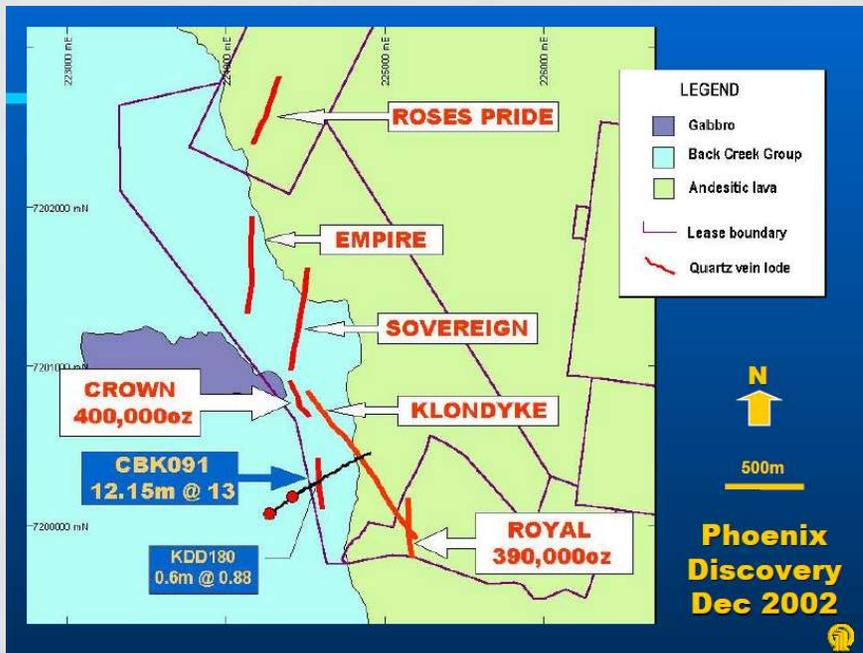 223000 mE
224000 mE
225000 mE
226000 mE
LEGEND
Gabbro
Back Creek Group
Andesitic lava
Lease boundary
Quartz vein lode
ROSES PRIDE
7202000 mN
EMPIRE
SOVEREIGN
7201000 mN
CROWN
400,000oz
KLONDYKE
N
CBK091
12.15m @ 13
500m
7200000 mN
ROYAL
390,000oz
KDD180
0.6m @ 0.88
Phoenix
Discovery
Dec 2002